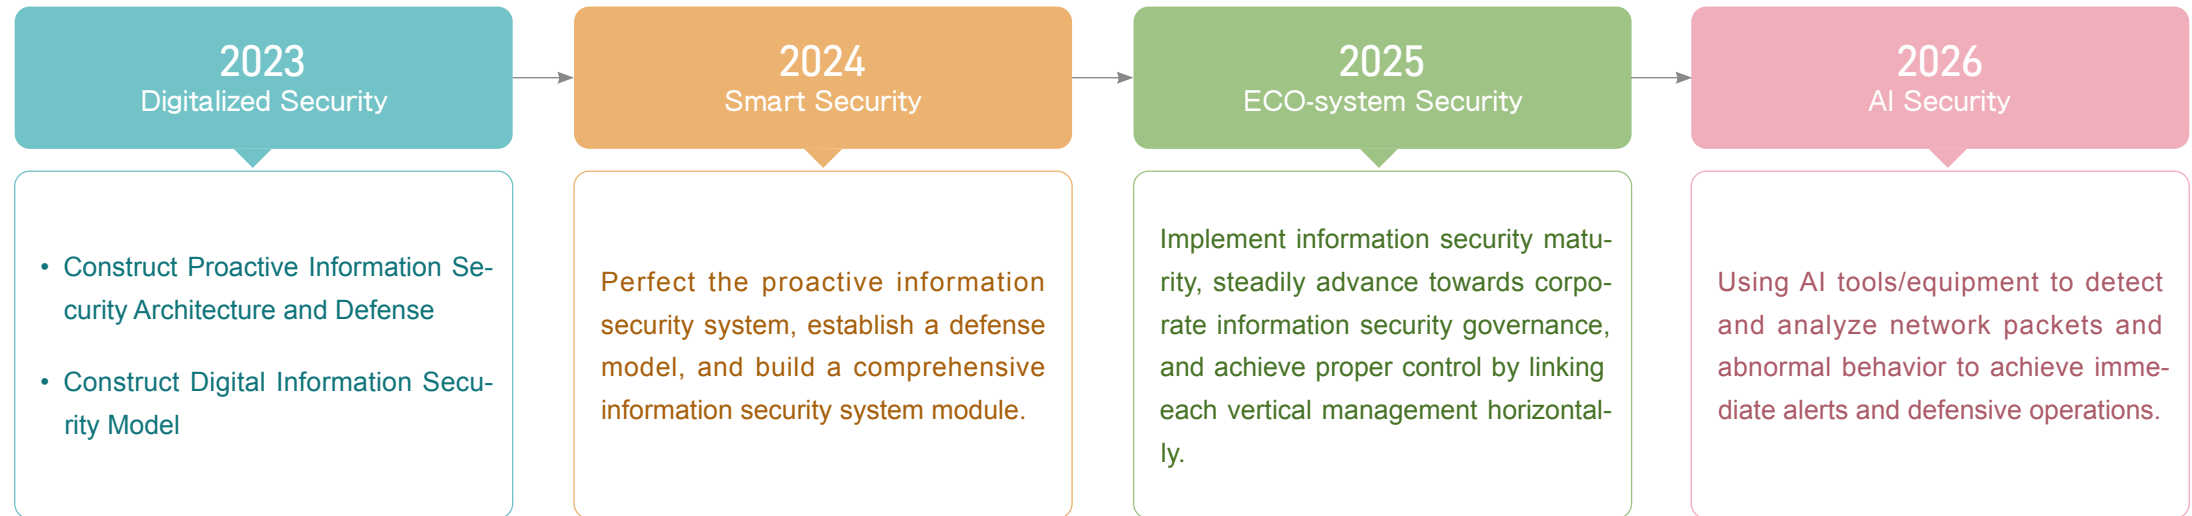 2023
Digitalized Security
• Construct Proactive Information Se-
curity Architecture and Defense
• Construct Digital Information Secu-
rity Model
2024
Smart Security
Perfect the proactive information
security system, establish a defense
model, and build a comprehensive
information security system module.
2025
ECO-system Security
Implement information security matu-
rity, steadily advance towards corpo-
rate information security governance,
and achieve proper control by linking
each vertical management horizontal-
ly.
2026
AI Security
Using AI tools/equipment to detect
and analyze network packets and
abnormal behavior to achieve imme-
diate alerts and defensive operations.